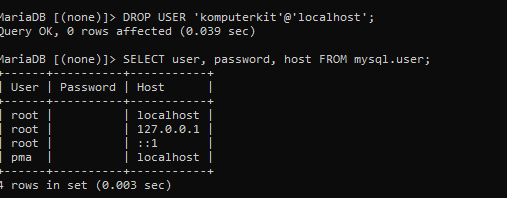 MariaDB [(none)]> DROP USER 'komputerkit'@'localhost';
Query OK, 0 rows affected (0.039 sec)
MariaDB [(none)]> SELECT user, password, host FROM mysql.user;
+------+----------+-----------+
| User | Password | Host      |
+------+----------+-----------+
| root |          | localhost |
| root |          | 127.0.0.1 |
| root |          | ::1       |
| pma  |          | localhost |
+------+----------+-----------+
4 rows in set (0.003 sec)